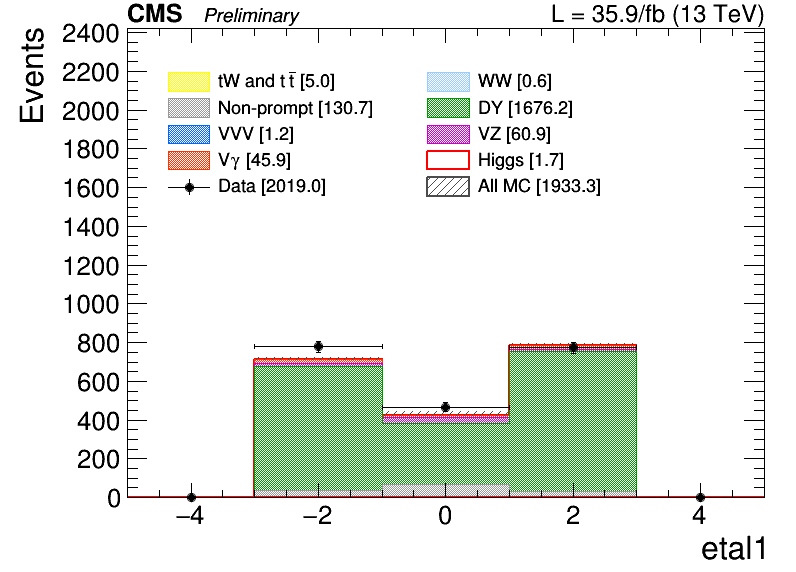 CMS Preliminary L = 35.9/fb (13 TeV)
Events
2400
2200
2000
1800
1600
1400
1200
1000
800
600
400
200
0
tW and t t̄ [5.0] WW [0.6]
Non-prompt [130.7] DY [1676.2]
VVV [1.2] VZ [60.9]
Vγ [45.9] Higgs [1.7]
Data [2019.0] All MC [1933.3]
−4 −2 0 2 4
etal1